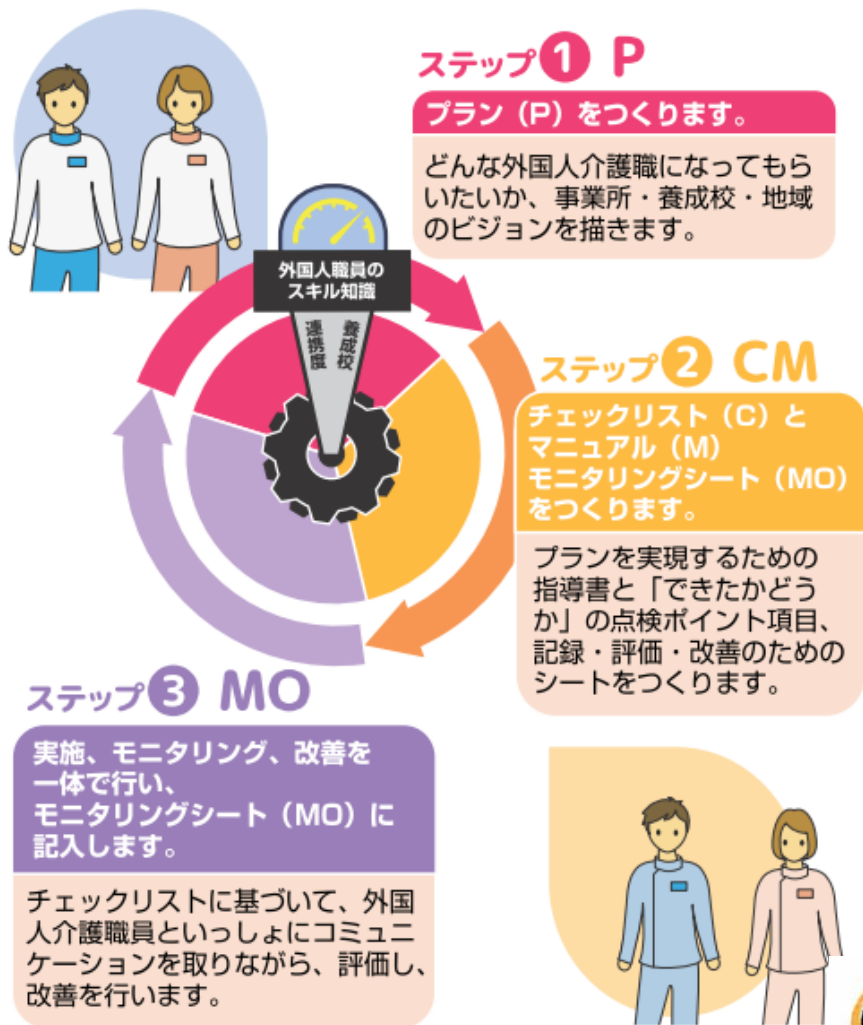 ステップ❶ P
プラン（P）をつくります。
どんな外国人介護職になってもら
いたいか、事業所・養成校・地域
のビジョンを描きます。
外国人職員の
スキル知識
養成校
連携度
ステップ❷ CM
チェックリスト（C）と
マニュアル（M）
モニタリングシート（MO）
をつくります。
プランを実現するための
指導書と「できたかどう
か」の点検ポイント項目、
記録・評価・改善のための
シートをつくります。
ステップ❸ MO
実施、モニタリング、改善を
一体で行い、
モニタリングシート（MO）に
記入します。
チェックリストに基づいて、外国
人介護職員といっしょにコミュニ
ケーションを取りながら、評価し、
改善を行います。